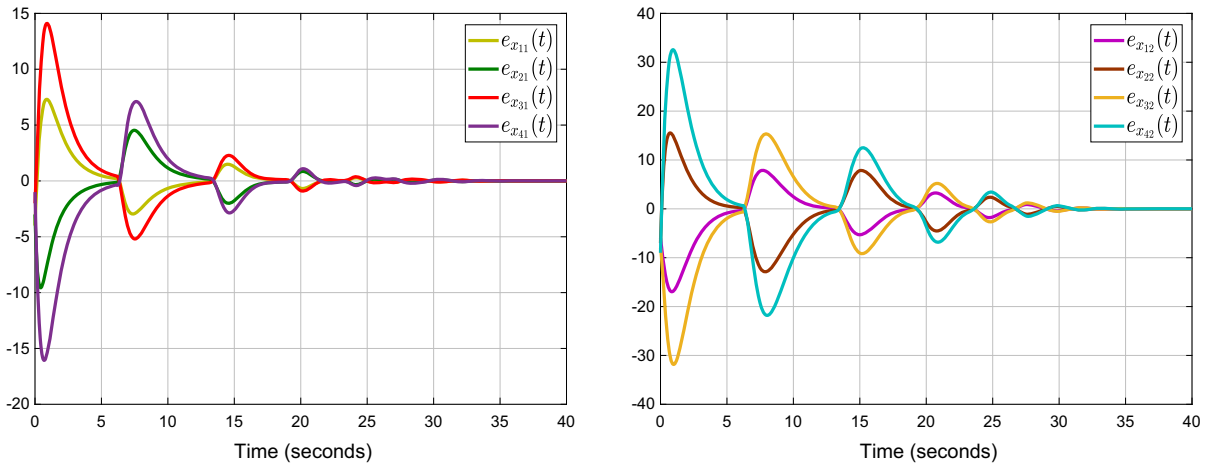 15
10
5
0
-5
-10
-15
-20
0 5 10 15 20 25 30 35 40
Time (seconds)
e_{x_{11}}(t)
e_{x_{21}}(t)
e_{x_{31}}(t)
e_{x_{41}}(t)
40
30
20
10
0
-10
-20
-30
-40
0 5 10 15 20 25 30 35 40
Time (seconds)
e_{x_{12}}(t)
e_{x_{22}}(t)
e_{x_{32}}(t)
e_{x_{42}}(t)